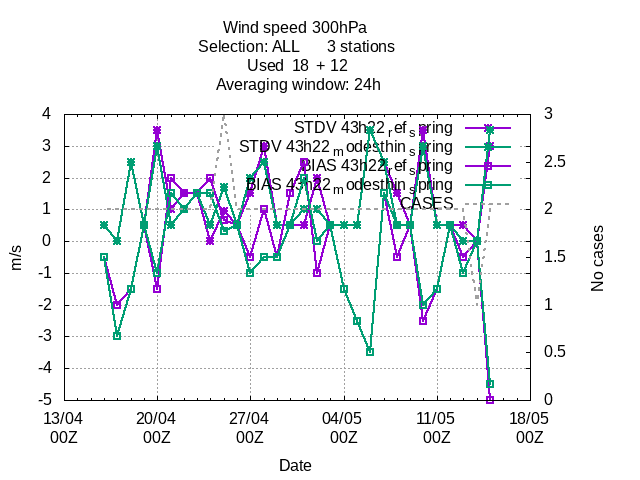 Wind speed 300hPa
Selection: ALL 3 stations
Used 18 + 12
Averaging window: 24h
STDV 43h22_ref_spring
STDV 43h22_modesthin_spring
BIAS 43h22_ref_spring
BIAS 43h22_modesthin_spring
CASES
4
3
2
1
0
-1
-2
-3
-4
-5
m/s
3
2.5
2
1.5
1
0.5
0
No cases
13/04 20/04 27/04 04/05 11/05 18/05
00Z 00Z 00Z 00Z 00Z 00Z
Date